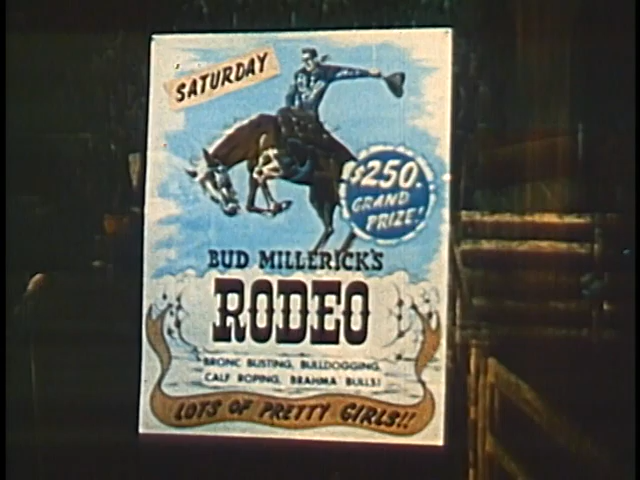 SATURDAY
$250.
GRAND
PRIZE!
BUD MILLERICK'S
RODEO
BRONC BUSTING, BULLDOGGING,
CALF ROPING, BRAHMA BULLS!
LOTS OF PRETTY GIRLS!!